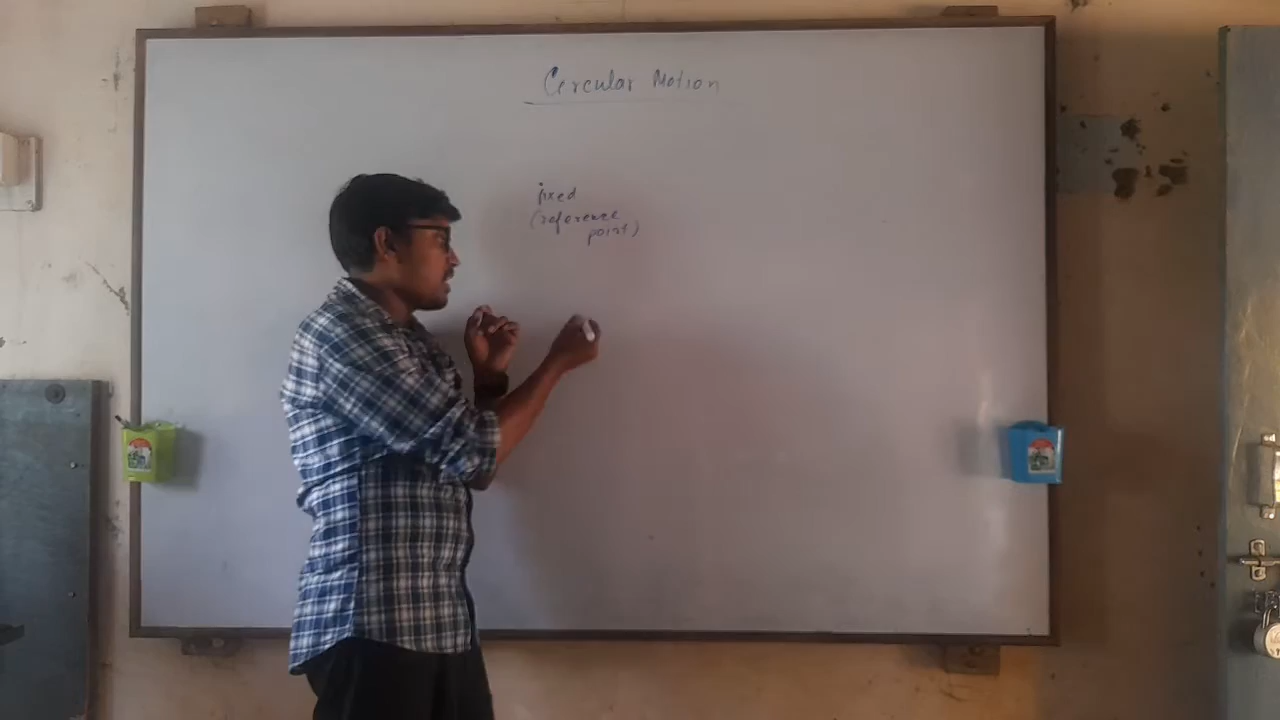 Circular Motion
fixed
(reference
point)